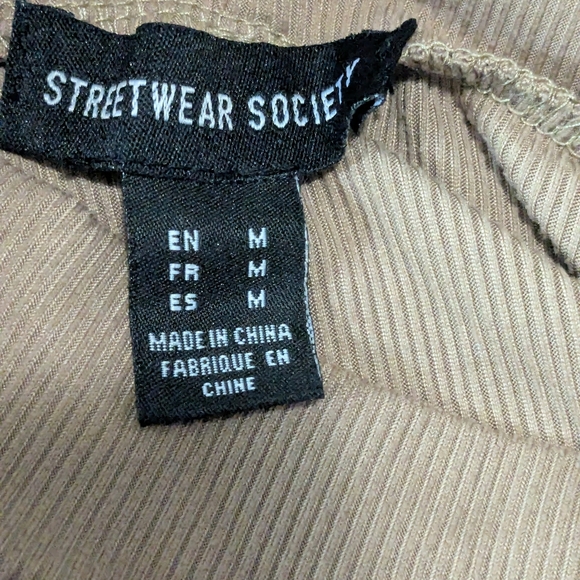 STREETWEAR SOCIETY
EN M
FR M
ES M
MADE IN CHINA
FABRIQUE EN
CHINE